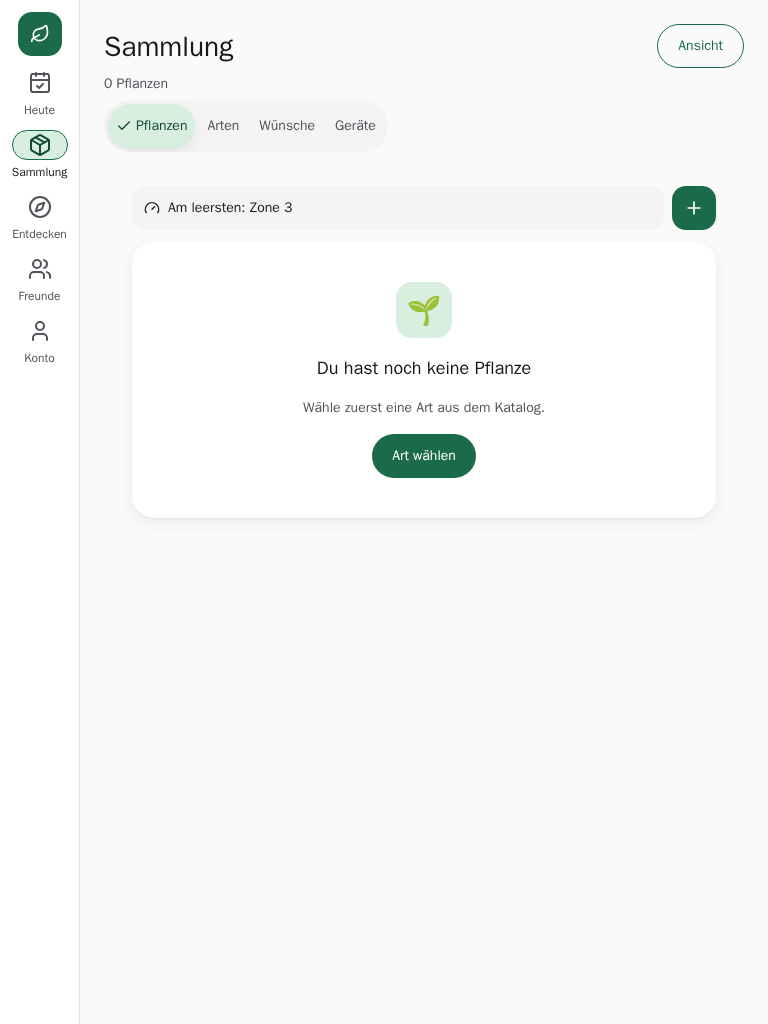 Heute
Sammlung
Entdecken
Freunde
Konto
Sammlung
Ansicht
0 Pflanzen
Pflanzen Arten Wünsche Geräte
Am leersten: Zone 3
Du hast noch keine Pflanze
Wähle zuerst eine Art aus dem Katalog.
Art wählen